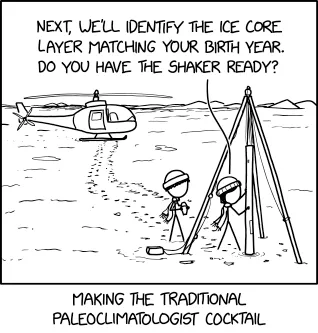 NEXT, WE'LL IDENTIFY THE ICE CORE
LAYER MATCHING YOUR BIRTH YEAR.
DO YOU HAVE THE SHAKER READY?
MAKING THE TRADITIONAL
PALEOCLIMATOLOGIST COCKTAIL